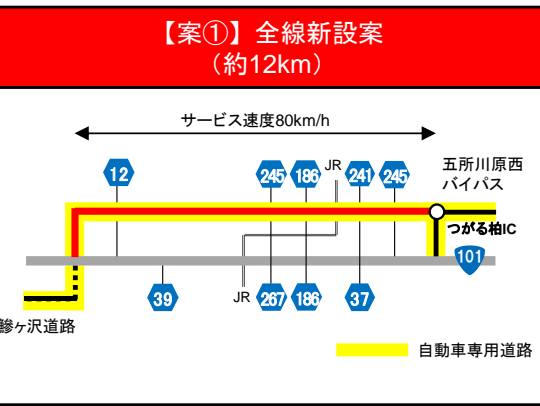 【案①】全線新設案
（約12km）
サービス速度80km/h
12
245
186
JR
241
245
五所川原西
バイパス
つがる柏IC
101
39
JR
267
186
37
鰺ヶ沢道路
自動車専用道路